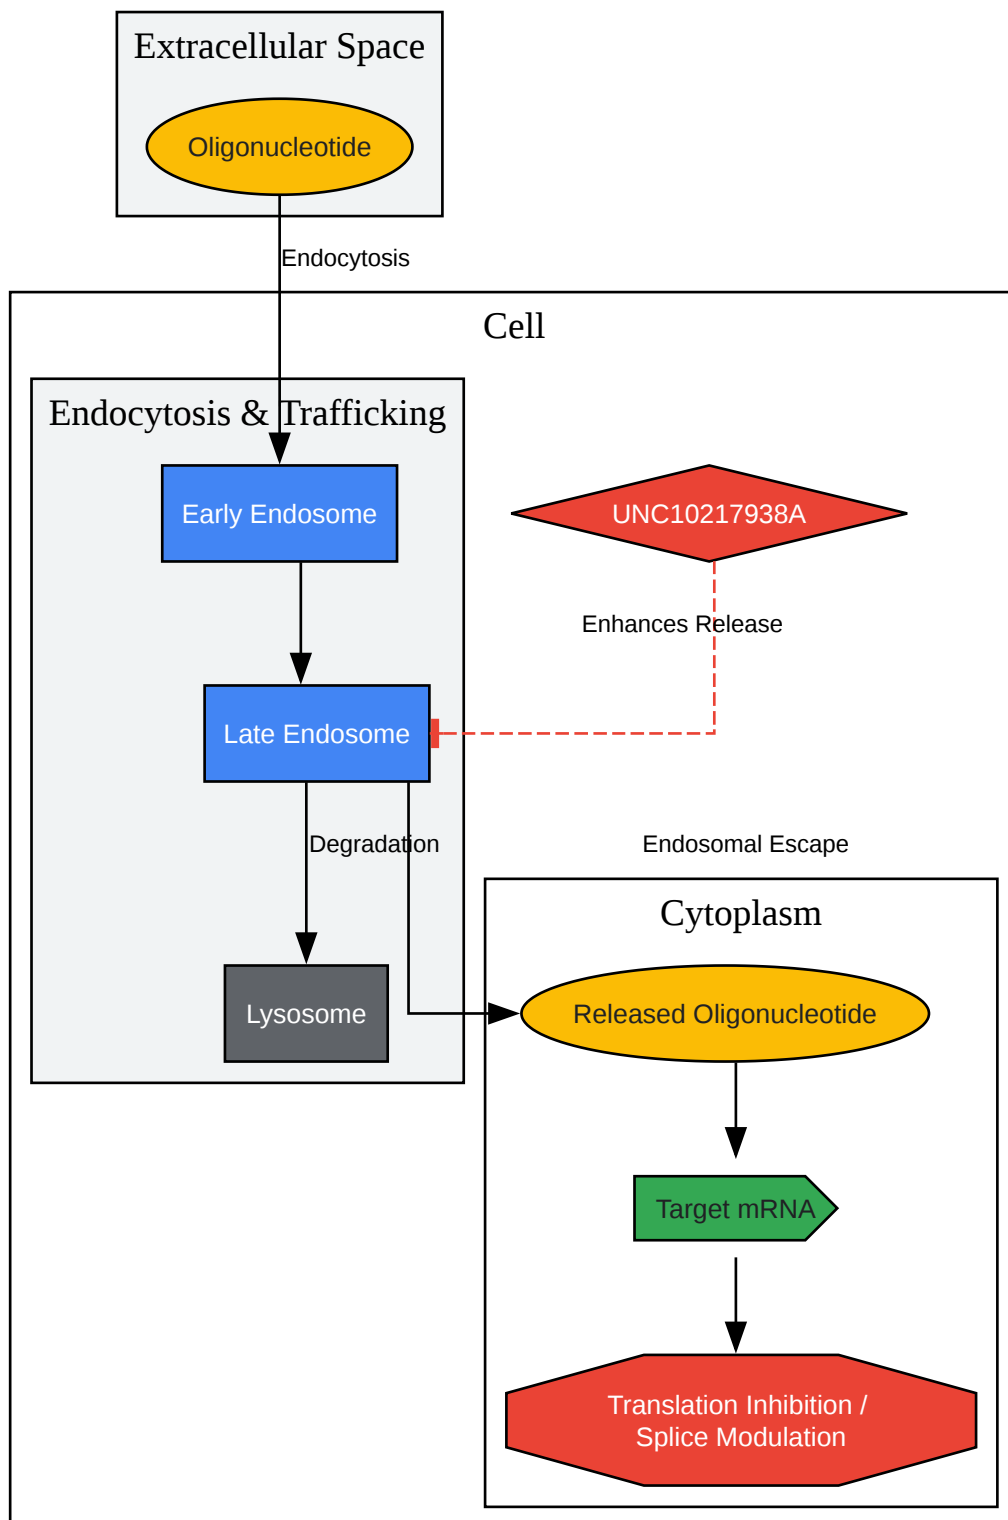 Extracellular Space
Oligonucleotide
Endocytosis
Cell
Endocytosis & Trafficking
Early Endosome
UNC10217938A
Enhances Release
Late Endosome
Degradation
Endosomal Escape
Cytoplasm
Lysosome
Released Oligonucleotide
Target mRNA
Translation Inhibition /
Splice Modulation